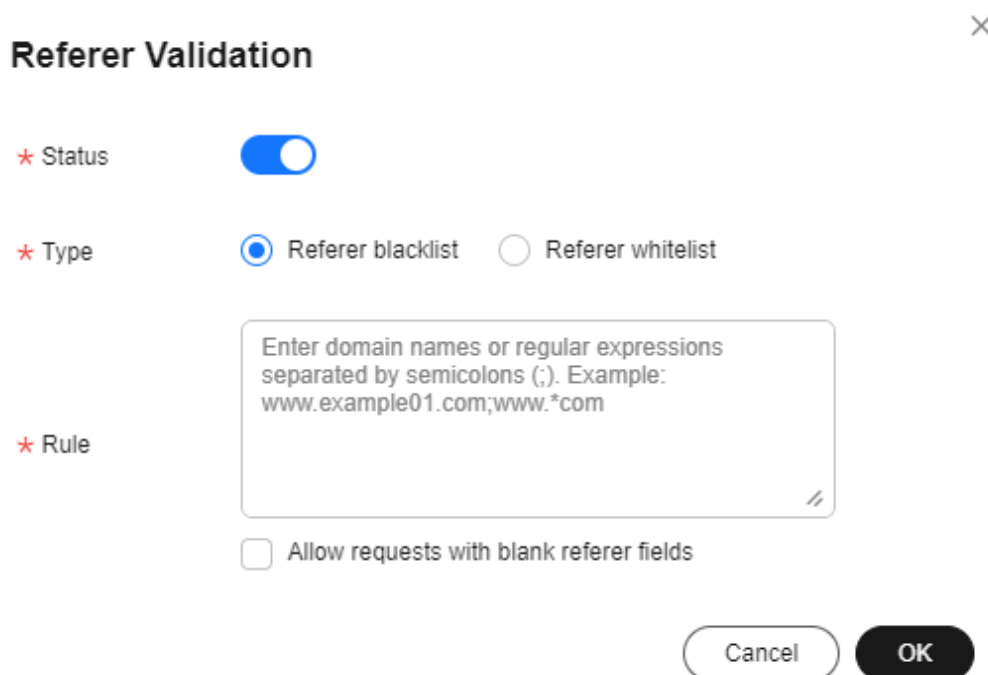 Referer Validation
* Status
* Type
Referer blacklist
Referer whitelist
* Rule
Enter domain names or regular expressions
separated by semicolons (;). Example:
www.example01.com;www.*com
Allow requests with blank referer fields
Cancel
OK